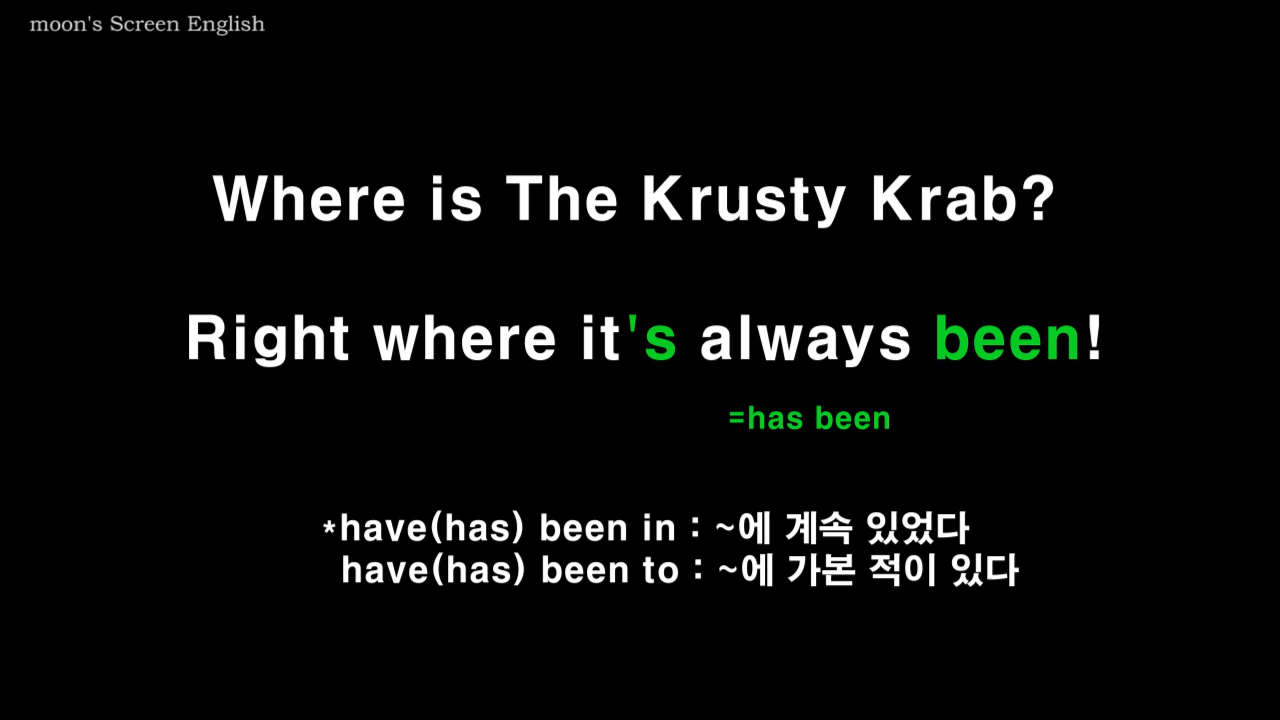 moon's Screen English
Where is The Krusty Krab?
Right where it's always been!
=has been
*have(has) been in : ~에 계속 있었다
have(has) been to : ~에 가본 적이 있다